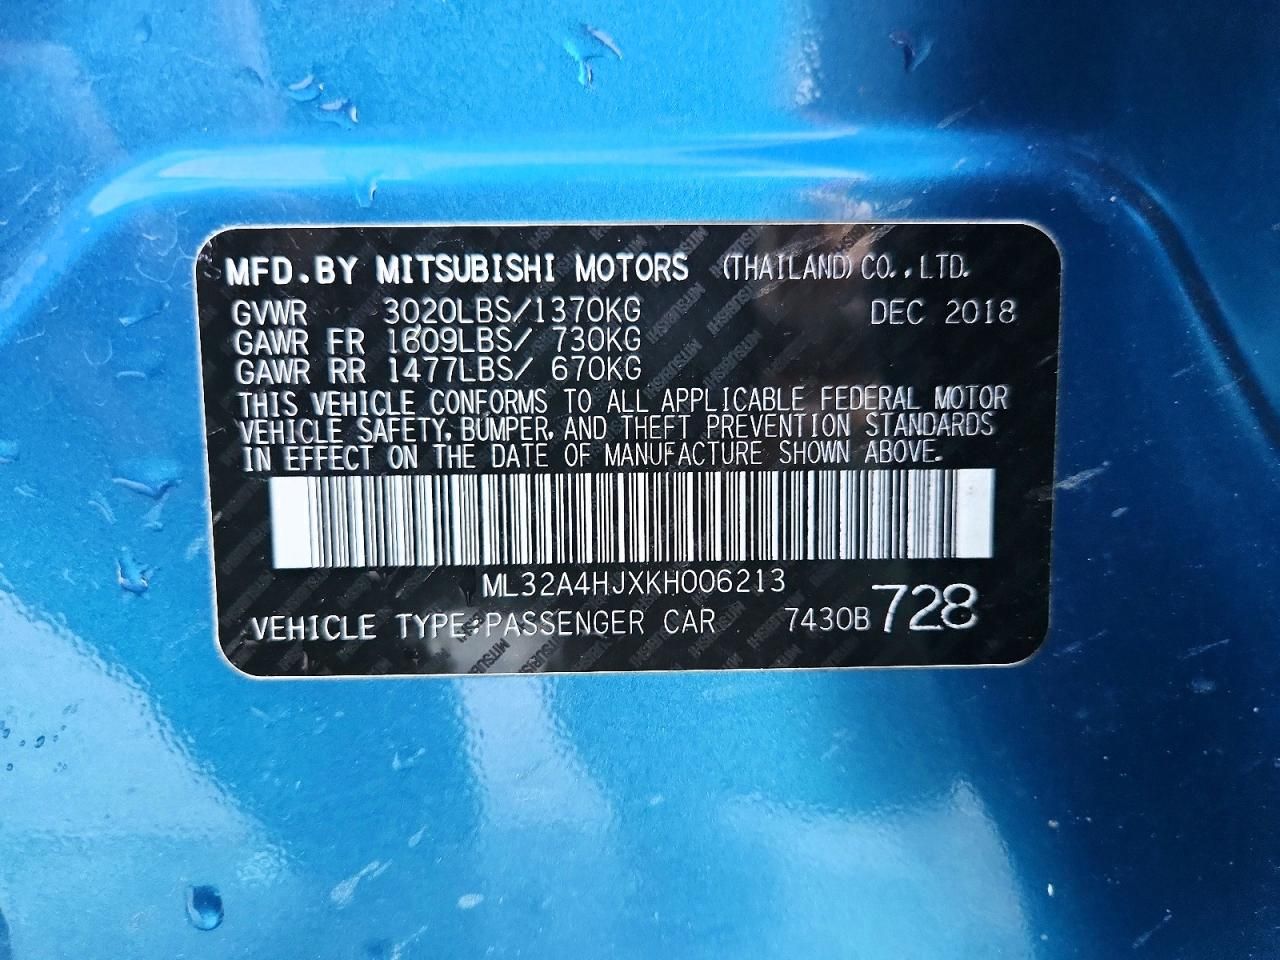 MFD.BY MITSUBISHI MOTORS (THAILAND) CO.,LTD.
GVWR 3020LBS/1370KG DEC 2018
GAWR FR 1609LBS/ 730KG
GAWR RR 1477LBS/ 670KG
THIS VEHICLE CONFORMS TO ALL APPLICABLE FEDERAL MOTOR
VEHICLE SAFETY, BUMPER, AND THEFT PREVENTION STANDARDS
IN EFFECT ON THE DATE OF MANUFACTURE SHOWN ABOVE.
ML32A4HJXKH006213
VEHICLE TYPE:PASSENGER CAR 7430B 728